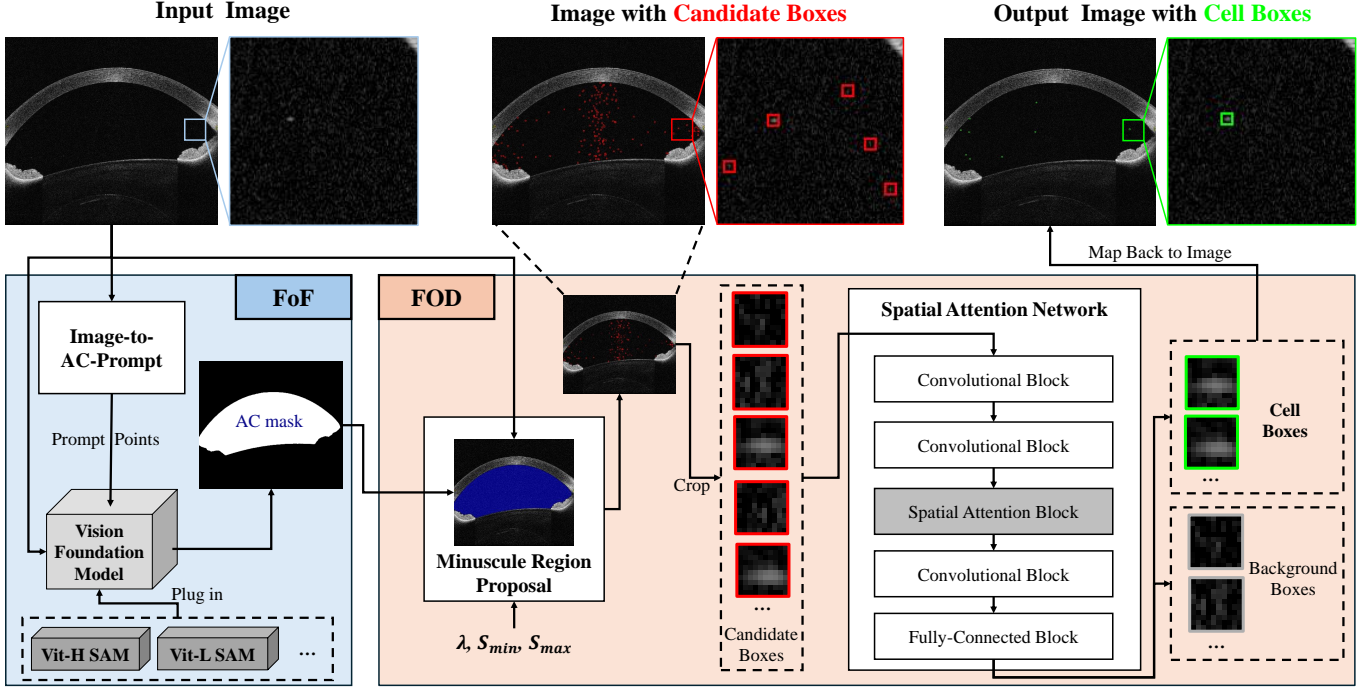 Input Image
Image with Candidate Boxes
Output Image with Cell Boxes
Map Back to Image
FoF
FOD
Image-to-
AC-Prompt
Prompt Points
AC mask
Vision
Foundation
Model
Plug in
Vit-H SAM
Vit-L SAM
...
Minuscule Region
Proposal
λ, S_min, S_max
Crop
...
Candidate
Boxes
Spatial Attention Network
Convolutional Block
Convolutional Block
Spatial Attention Block
Convolutional Block
Fully-Connected Block
Cell
Boxes
...
Background
Boxes
...